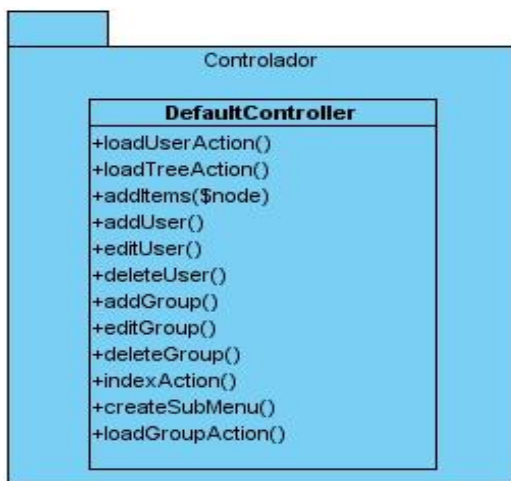 Controlador
DefaultController
+loadUserAction()
+loadTreeAction()
+addItems($node)
+addUser()
+editUser()
+deleteUser()
+addGroup()
+editGroup()
+deleteGroup()
+indexAction()
+createSubMenu()
+loadGroupAction()